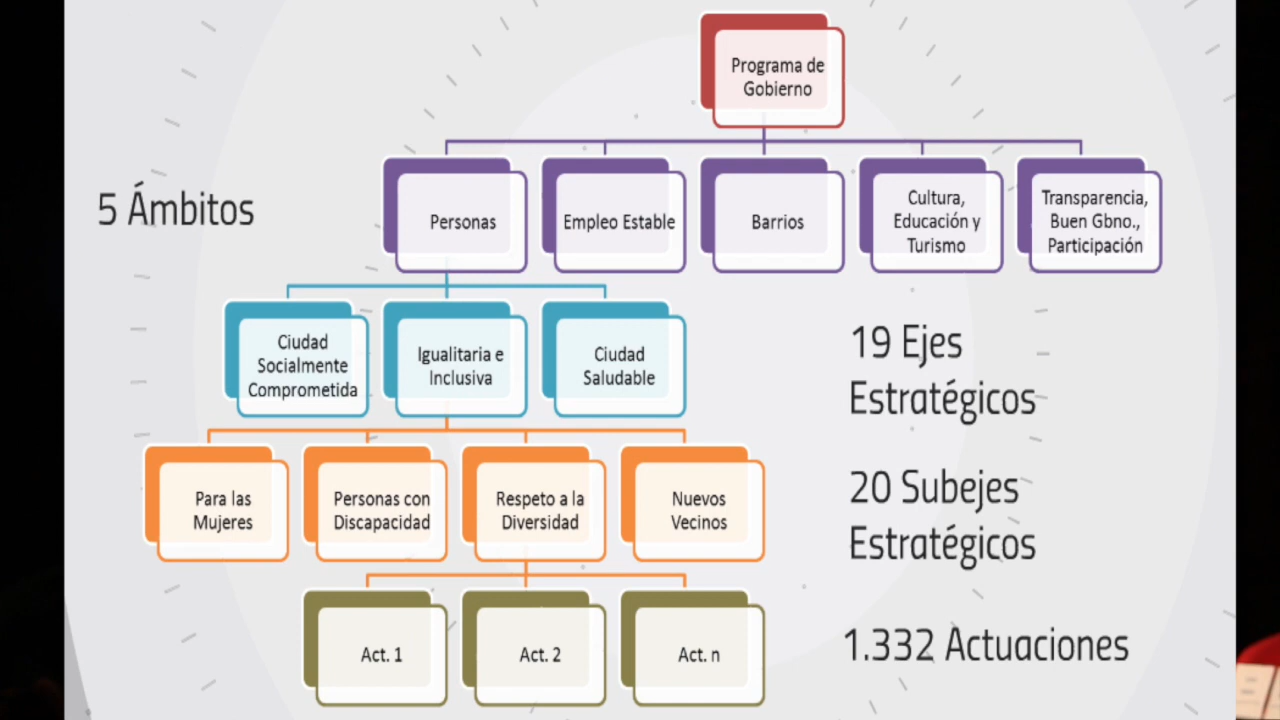 Programa de
Gobierno
5 Ámbitos
Personas
Empleo Estable
Barrios
Cultura,
Educación y
Turismo
Transparencia,
Buen Gbno.,
Participación
Ciudad
Socialmente
Comprometida
Igualitaria e
Inclusiva
Ciudad
Saludable
19 Ejes
Estratégicos
Para las
Mujeres
Personas con
Discapacidad
Respeto a la
Diversidad
Nuevos
Vecinos
20 Subejes
Estratégicos
Act. 1
Act. 2
Act. n
1.332 Actuaciones